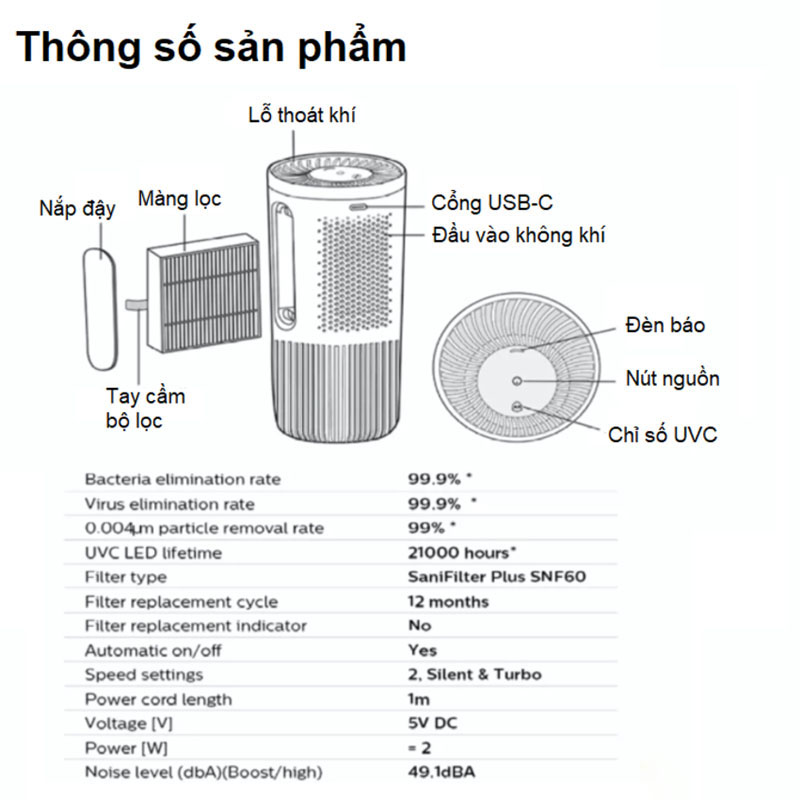 Thông số sản phẩm
Lỗ thoát khí
Nắp đậy
Màng lọc
Cổng USB-C
Đầu vào không khí
Đèn báo
Nút nguồn
Chỉ số UVC
Tay cầm
bộ lọc
Bacteria elimination rate 99.9% *
Virus elimination rate 99.9% *
0.004µm particle removal rate 99% *
UVC LED lifetime 21000 hours*
Filter type SaniFilter Plus SNF60
Filter replacement cycle 12 months
Filter replacement indicator No
Automatic on/off Yes
Speed settings 2, Silent & Turbo
Power cord length 1m
Voltage [V] 5V DC
Power [W] = 2
Noise level (dbA)(Boost/high) 49.1dBA